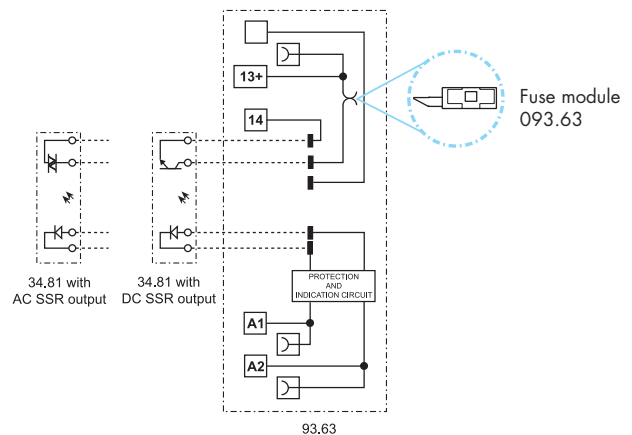 13+
14
Fuse module
093.63
34.81 with
AC SSR output
34.81 with
DC SSR output
PROTECTION
AND
INDICATION CIRCUIT
A1
A2
93.63